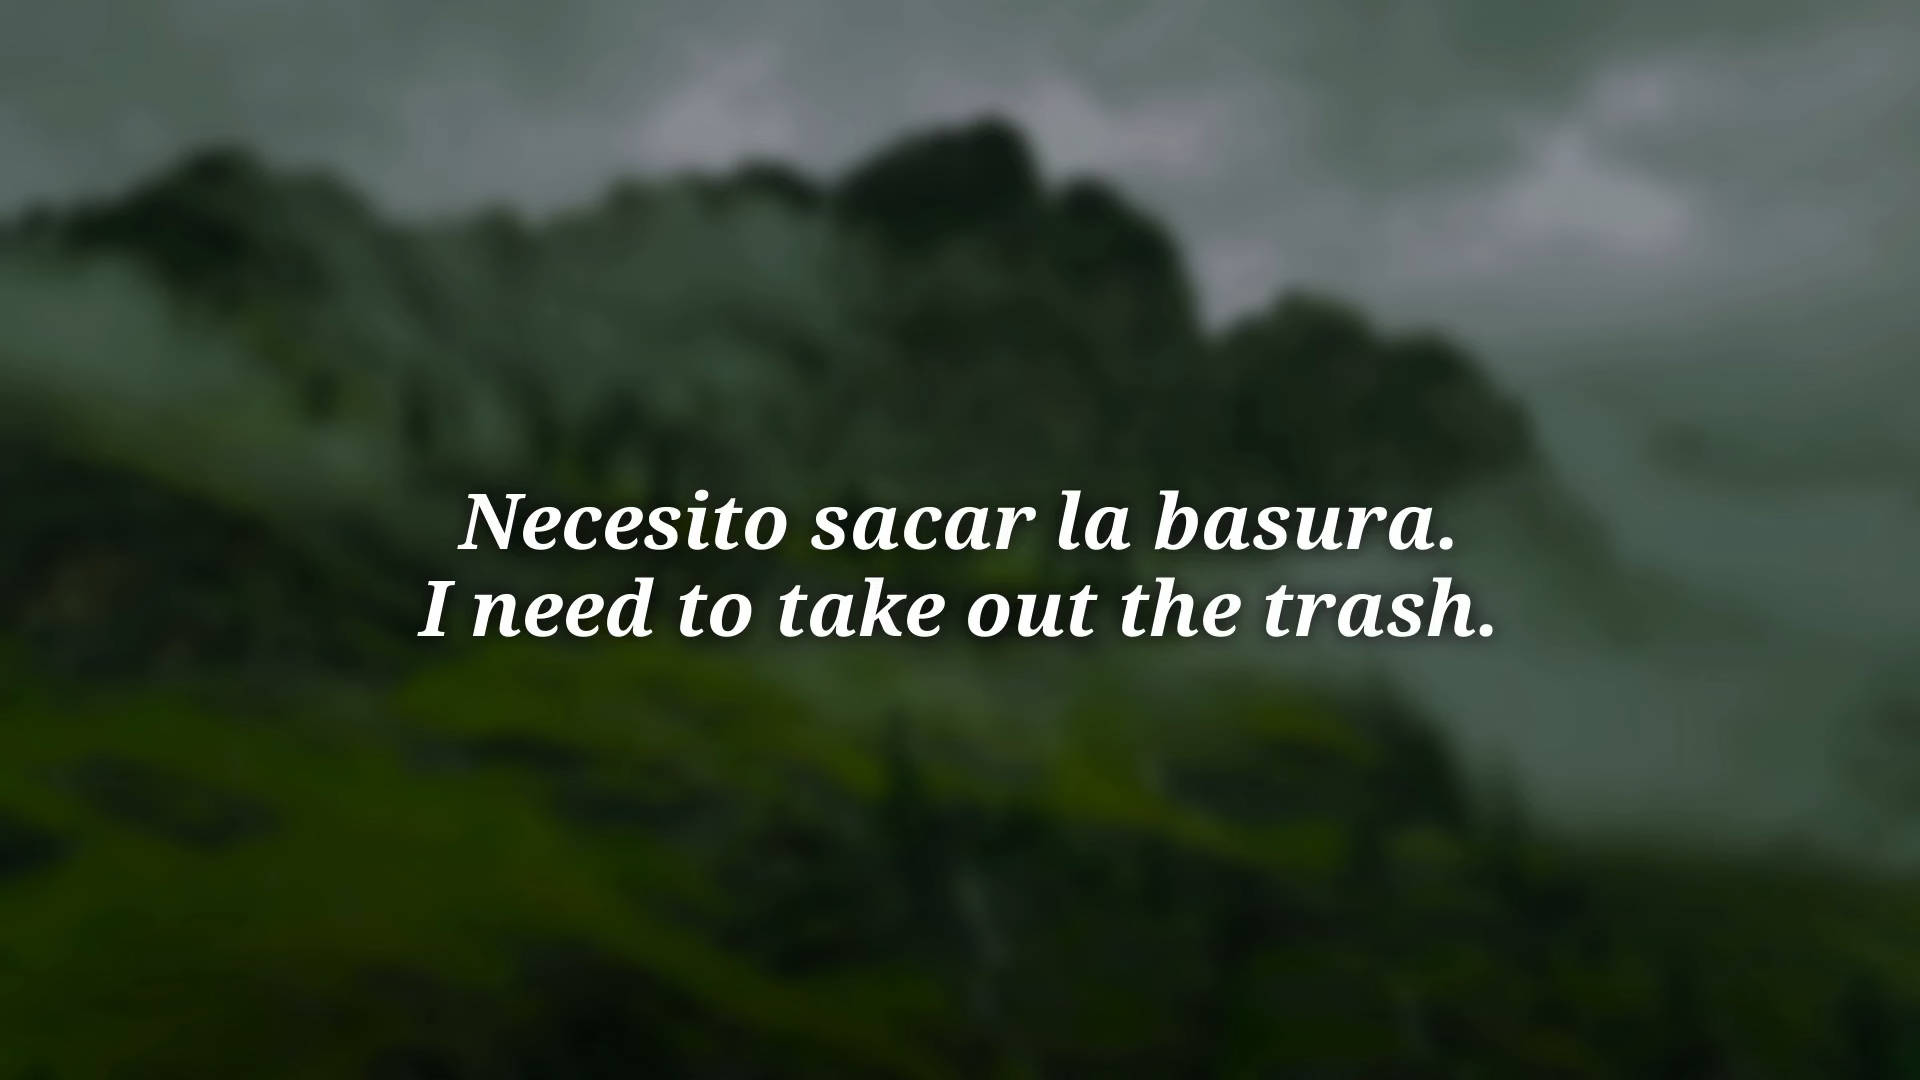 Necesito sacar la basura.
I need to take out the trash.